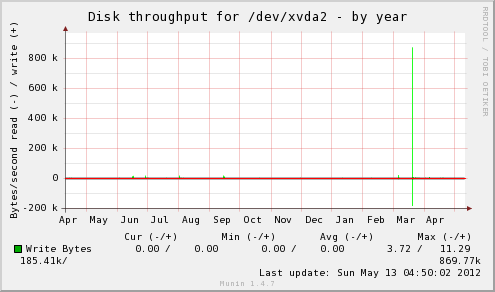 Disk throughput for /dev/xvda2 - by year
RRDTOOL / TOBI OETIKER
Bytes/second read (-) / write (+)
800 k
600 k
400 k
200 k
0
-200 k
Apr May Jun Jul Aug Sep Oct Nov Dec Jan Feb Mar Apr
Cur (-/+) Min (-/+) Avg (-/+) Max (-/+)
Write Bytes 0.00 / 0.00 0.00 / 0.00 3.72 / 11.29
185.41k/ 869.77k
Last update: Sun May 13 04:50:02 2012
Munin 1.4.7